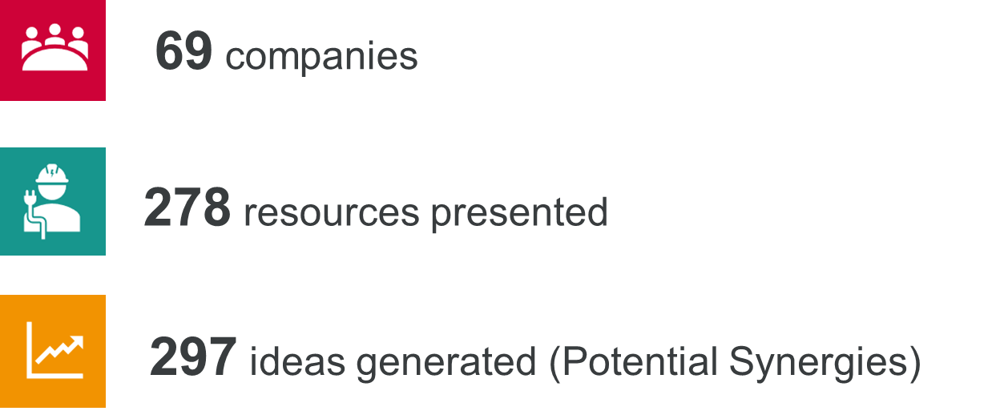 69 companies
278 resources presented
297 ideas generated (Potential Synergies)